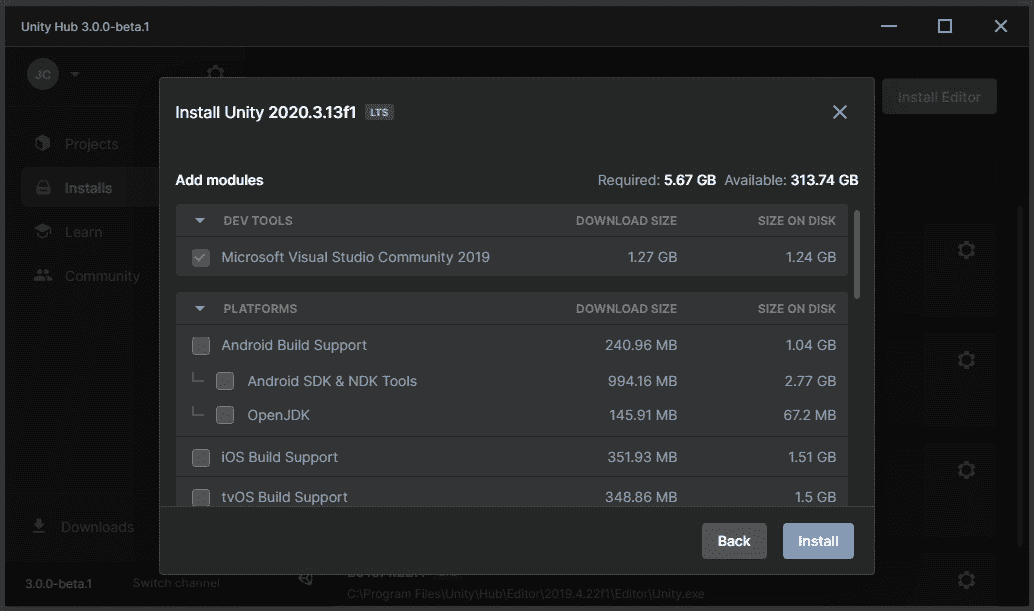 Unity Hub 3.0.0-beta.1
JC
Install Editor
Projects
Installs
Learn
Community
Downloads
Install Unity 2020.3.13f1 LTS
Add modules Required: 5.67 GB Available: 313.74 GB
DEV TOOLS DOWNLOAD SIZE SIZE ON DISK
Microsoft Visual Studio Community 2019 1.27 GB 1.24 GB
PLATFORMS DOWNLOAD SIZE SIZE ON DISK
Android Build Support 240.96 MB 1.04 GB
Android SDK & NDK Tools 994.16 MB 2.77 GB
OpenJDK 145.91 MB 67.2 MB
iOS Build Support 351.93 MB 1.51 GB
tvOS Build Support 348.86 MB 1.5 GB
Back Install
3.0.0-beta.1 Switch channel
C:\Program Files\Unity\Hub\Editor\2019.4.22f1\Editor\Unity.exe